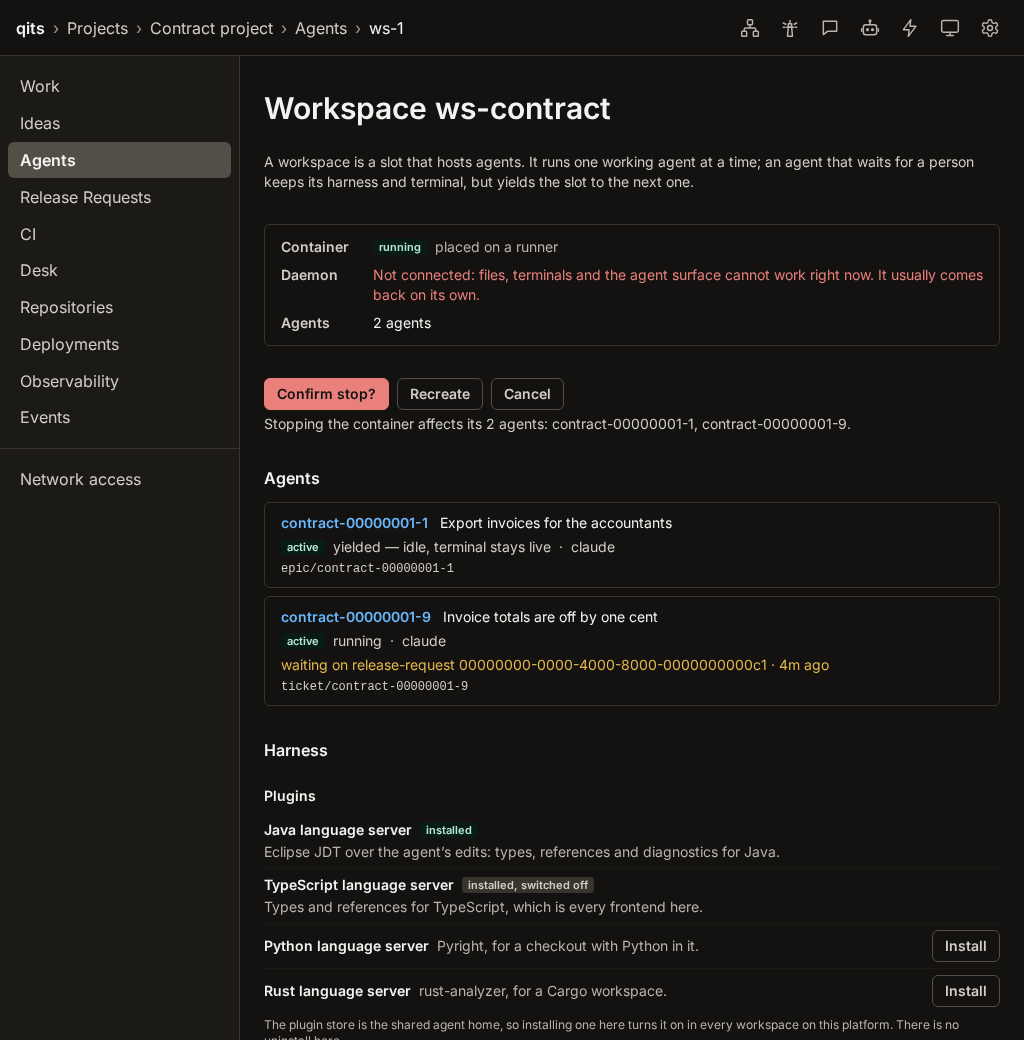 qits › Projects › Contract project › Agents › ws-1
Work
Ideas
Agents
Release Requests
CI
Desk
Repositories
Deployments
Observability
Events
Network access
Workspace ws-contract
A workspace is a slot that hosts agents. It runs one working agent at a time; an agent that waits for a person
keeps its harness and terminal, but yields the slot to the next one.
Container running placed on a runner
Daemon Not connected: files, terminals and the agent surface cannot work right now. It usually comes
back on its own.
Agents 2 agents
Confirm stop? Recreate Cancel
Stopping the container affects its 2 agents: contract-00000001-1, contract-00000001-9.
Agents
contract-00000001-1 Export invoices for the accountants
active yielded — idle, terminal stays live · claude
epic/contract-00000001-1
contract-00000001-9 Invoice totals are off by one cent
active running · claude
waiting on release-request 00000000-0000-4000-8000-0000000000c1 · 4m ago
ticket/contract-00000001-9
Harness
Plugins
Java language server installed
Eclipse JDT over the agent’s edits: types, references and diagnostics for Java.
TypeScript language server installed, switched off
Types and references for TypeScript, which is every frontend here.
Python language server Pyright, for a checkout with Python in it. Install
Rust language server rust-analyzer, for a Cargo workspace. Install
The plugin store is the shared agent home, so installing one here turns it on in every workspace on this platform. There is no
uninstall here.